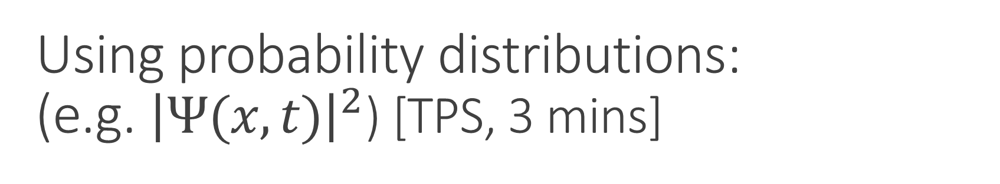 Using probability distributions:
(e.g. |Ψ(x, t)|²) [TPS, 3 mins]